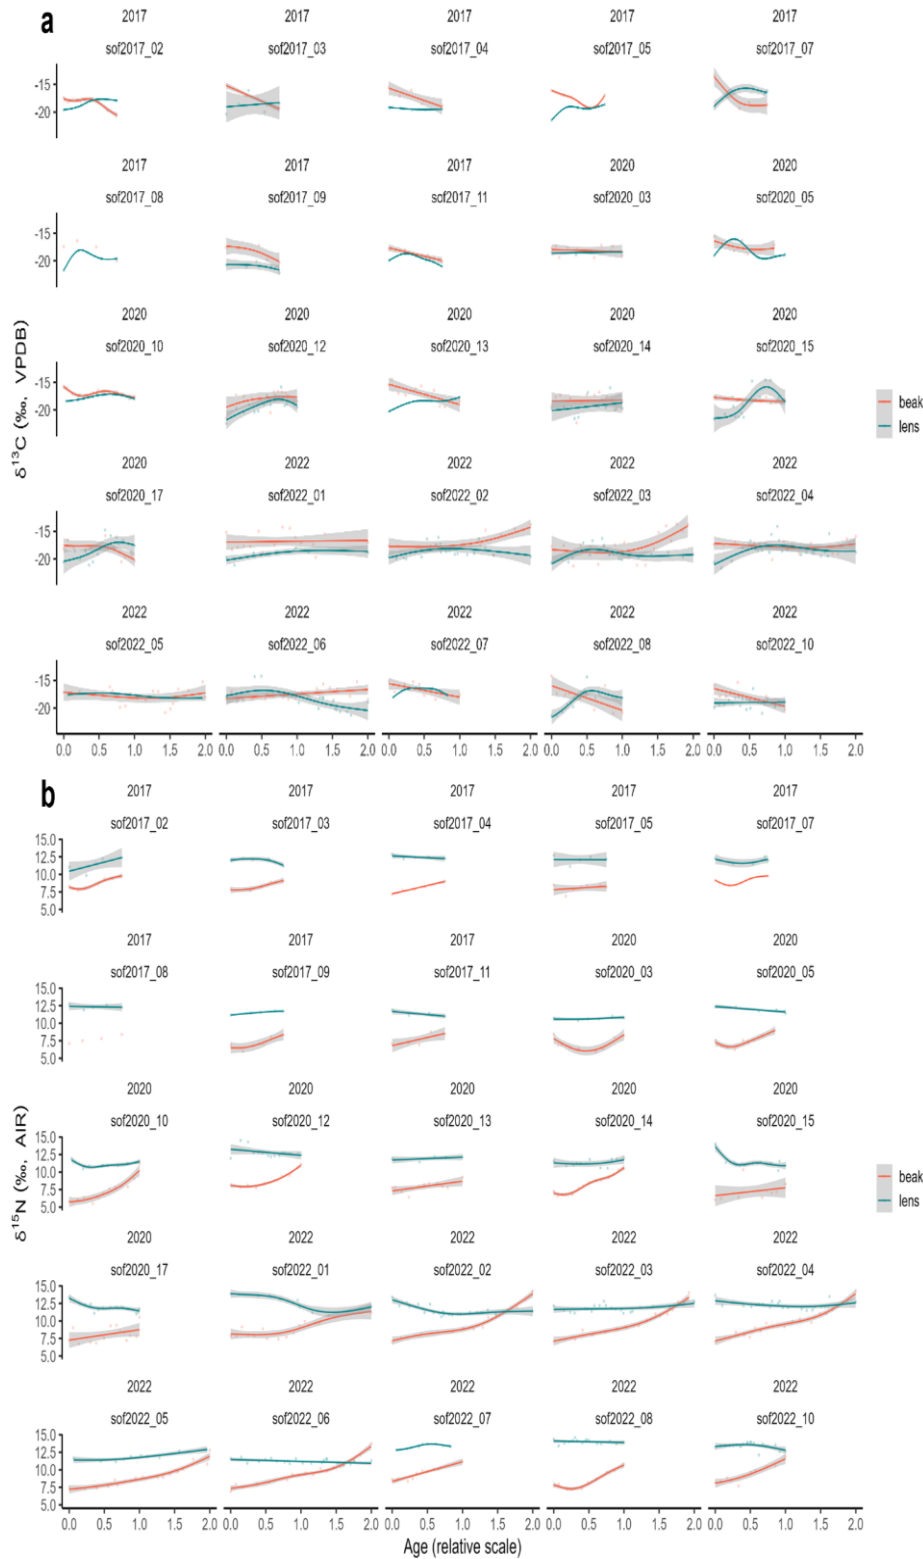 a
2017 2017 2017 2017 2017
sof2017_02 sof2017_03 sof2017_04 sof2017_05 sof2017_07
-15
-20
2017 2017 2017 2020 2020
sof2017_08 sof2017_09 sof2017_11 sof2020_03 sof2020_05
-15
-20
2020 2020 2020 2020 2020
sof2020_10 sof2020_12 sof2020_13 sof2020_14 sof2020_15
-15
-20
δ13C (‰, VPDB)
beak
lens
2020 2022 2022 2022 2022
sof2020_17 sof2022_01 sof2022_02 sof2022_03 sof2022_04
-15
-20
2022 2022 2022 2022 2022
sof2022_05 sof2022_06 sof2022_07 sof2022_08 sof2022_10
-15
-20
0.0 0.5 1.0 1.5 2.0 0.0 0.5 1.0 1.5 2.0 0.0 0.5 1.0 1.5 2.0 0.0 0.5 1.0 1.5 2.0 0.0 0.5 1.0 1.5 2.0
b
2017 2017 2017 2017 2017
sof2017_02 sof2017_03 sof2017_04 sof2017_05 sof2017_07
15.0
12.5
10.0
7.5
5.0
2017 2017 2017 2020 2020
sof2017_08 sof2017_09 sof2017_11 sof2020_03 sof2020_05
15.0
12.5
10.0
7.5
5.0
2020 2020 2020 2020 2020
sof2020_10 sof2020_12 sof2020_13 sof2020_14 sof2020_15
15.0
12.5
10.0
7.5
5.0
δ15N (‰, AIR)
beak
lens
2020 2022 2022 2022 2022
sof2020_17 sof2022_01 sof2022_02 sof2022_03 sof2022_04
15.0
12.5
10.0
7.5
5.0
2022 2022 2022 2022 2022
sof2022_05 sof2022_06 sof2022_07 sof2022_08 sof2022_10
15.0
12.5
10.0
7.5
5.0
0.0 0.5 1.0 1.5 2.0 0.0 0.5 1.0 1.5 2.0 0.0 0.5 1.0 1.5 2.0 0.0 0.5 1.0 1.5 2.0 0.0 0.5 1.0 1.5 2.0
Age (relative scale)